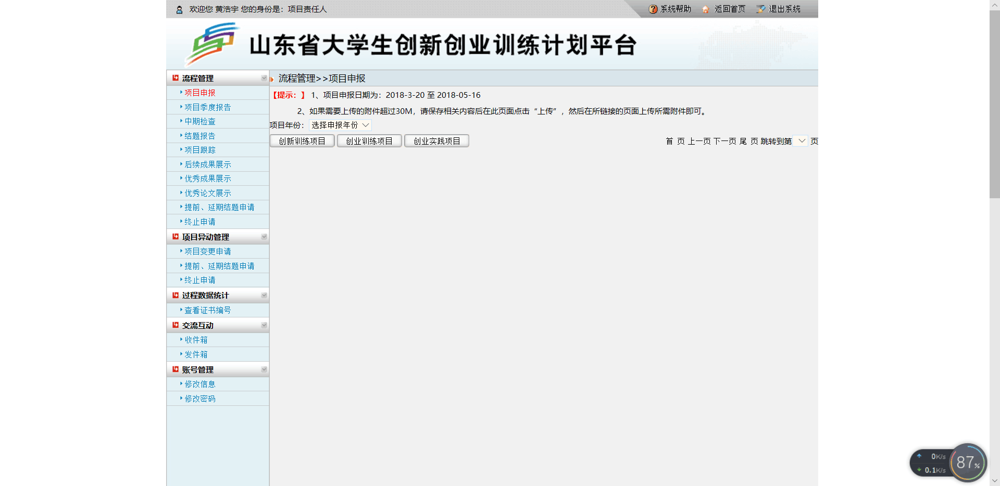 欢迎您 黄浩宇 您的身份是：项目责任人
系统帮助 返回首页 退出系统
山东省大学生创新创业训练计划平台
流程管理
项目申报
项目季度报告
中期检查
结题报告
项目跟踪
后续成果展示
优秀成果展示
优秀论文展示
提前、延期结题申请
终止申请
项目异动管理
项目变更申请
提前、延期结题申请
终止申请
过程数据统计
查看证书编号
交流互动
收件箱
发件箱
账号管理
修改信息
修改密码
流程管理>>项目申报
【提示：】 1、项目申报日期为：2018-3-20 至 2018-05-16
2、如果需要上传的附件超过30M，请保存相关内容后在此页面点击“上传”，然后在所链接的页面上传所需附件即可。
项目年份： 选择申报年份
创新训练项目 创业训练项目 创业实践项目 首 页 上一页 下一页 尾 页 跳转到第 页
0K/s
0.1K/s
87%